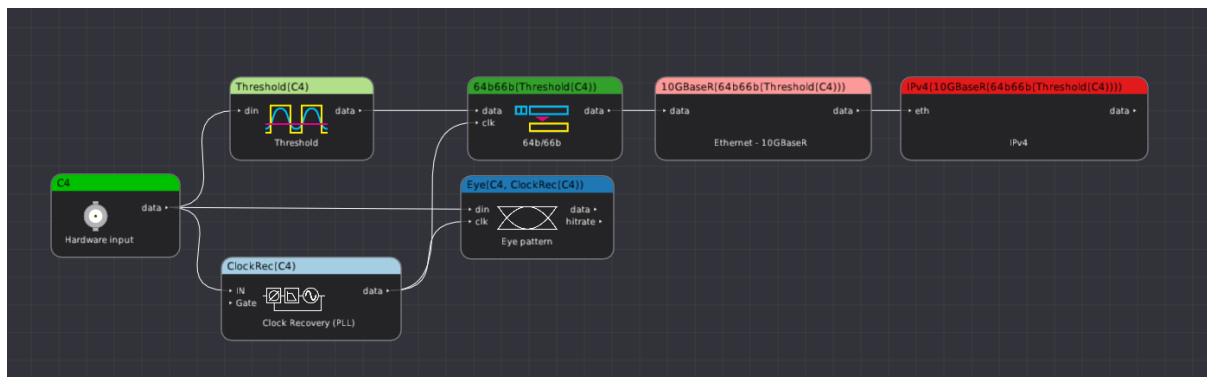 Threshold(C4)
din
data
Threshold
64b66b(Threshold(C4))
data
clk
data
64b/66b
10GBaseR(64b66b(Threshold(C4)))
data
data
Ethernet - 10GBaseR
IPv4(10GBaseR(64b66b(Threshold(C4))))
eth
data
IPv4
C4
data
Hardware input
Eye(C4, ClockRec(C4))
din
clk
data
hitrate
Eye pattern
ClockRec(C4)
IN
Gate
data
Clock Recovery (PLL)